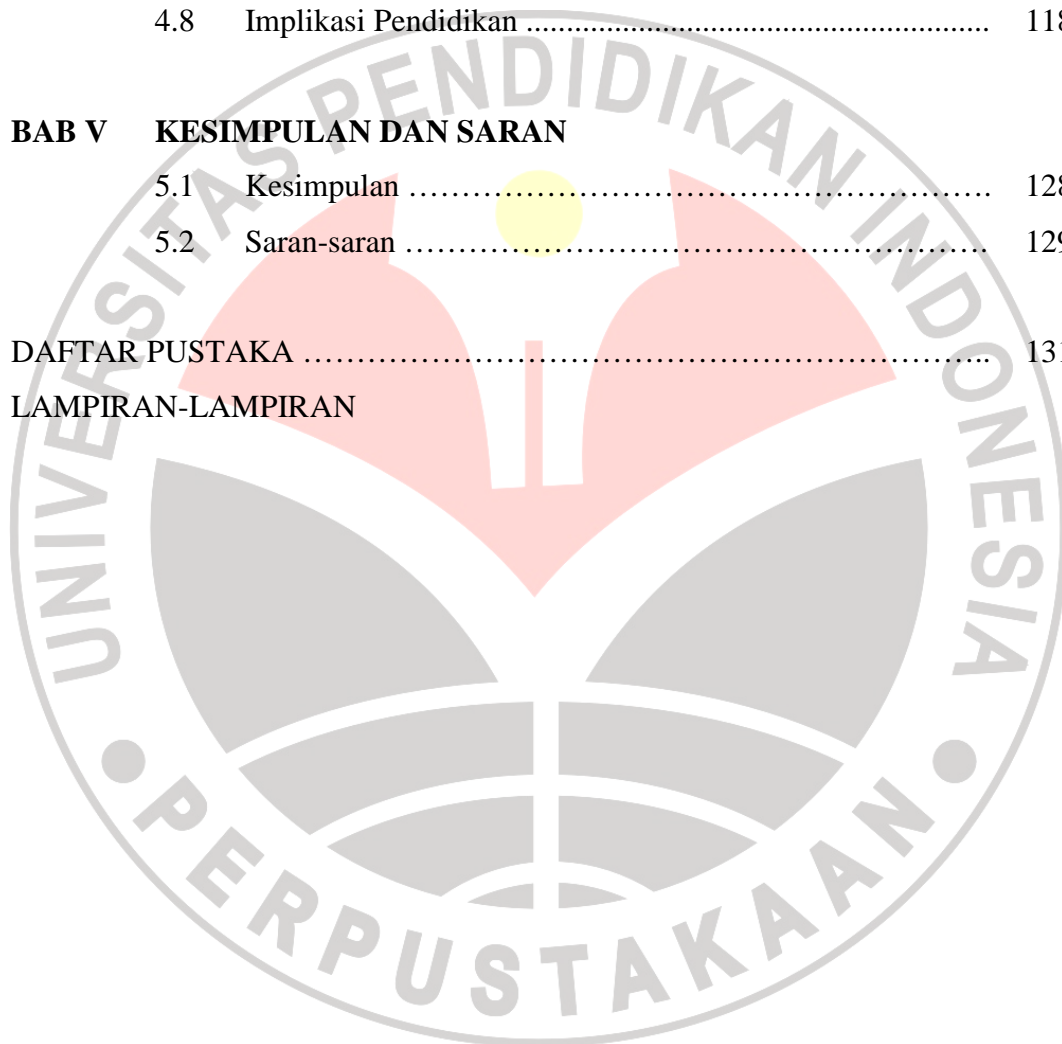 4.8 Implikasi Pendidikan ............................................................ 118
BAB V KESIMPULAN DAN SARAN
5.1 Kesimpulan ……………………………………………………. 128
5.2 Saran-saran …………………………………………………… 129
DAFTAR PUSTAKA ……………………………………………………………….. 131
LAMPIRAN-LAMPIRAN
UNIVERSITAS PENDIDIKAN INDONESIA
PERPUSTAKAAN